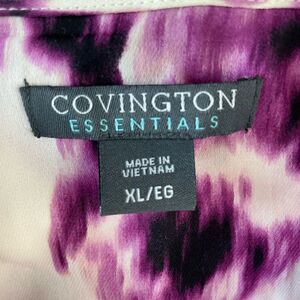 COVINGTON
ESSENTIALS
MADE IN
VIETNAM
XL/EG